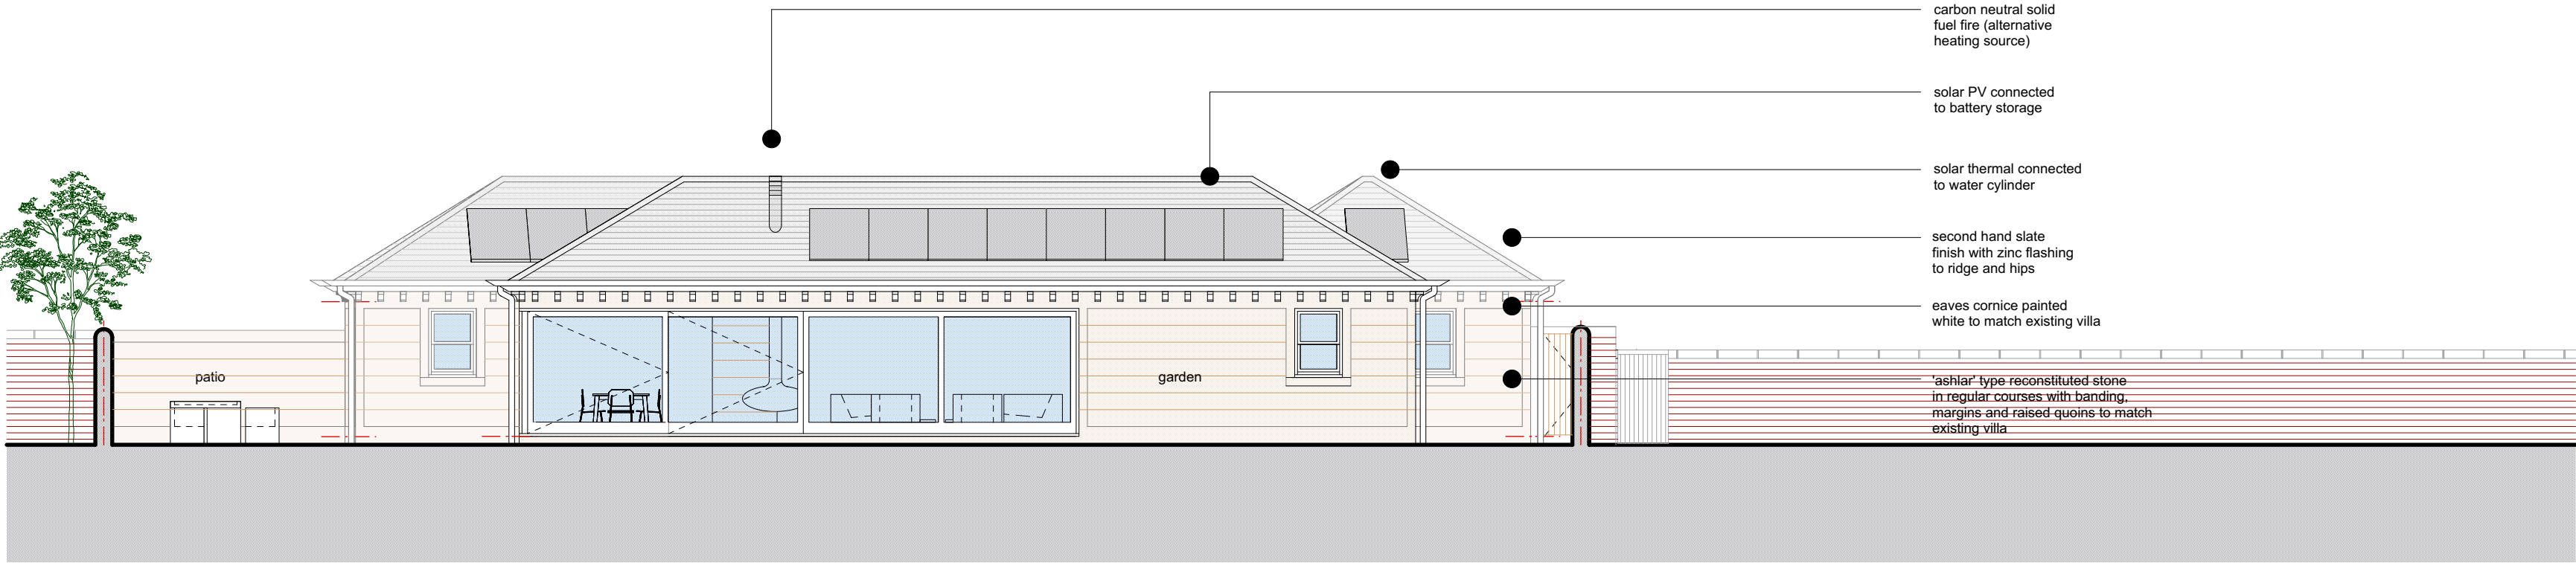 carbon neutral solid
fuel fire (alternative
heating source)
solar PV connected
to battery storage
solar thermal connected
to water cylinder
second hand slate
finish with zinc flashing
to ridge and hips
eaves cornice painted
white to match existing villa
patio
garden
'ashlar' type reconstituted stone
in regular courses with banding,
margins and raised quoins to match
existing villa